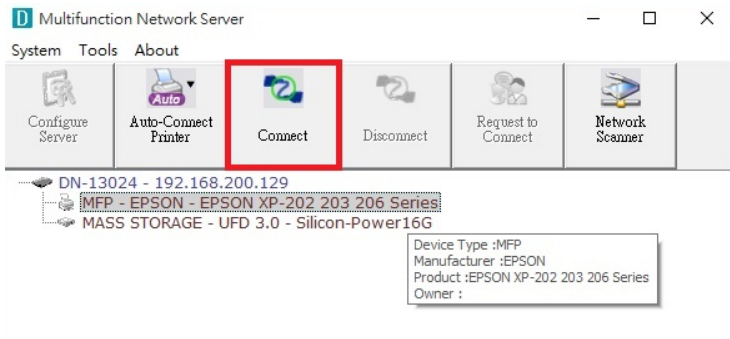 D Multifunction Network Server
System Tools About
Configure Server
Auto-Connect Printer
Auto
Connect
Disconnect
Request to Connect
Network Scanner
DN-13024 - 192.168.200.129
MFP - EPSON - EPSON XP-202 203 206 Series
MASS STORAGE - UFD 3.0 - Silicon-Power16G
Device Type :MFP
Manufacturer :EPSON
Product :EPSON XP-202 203 206 Series
Owner :